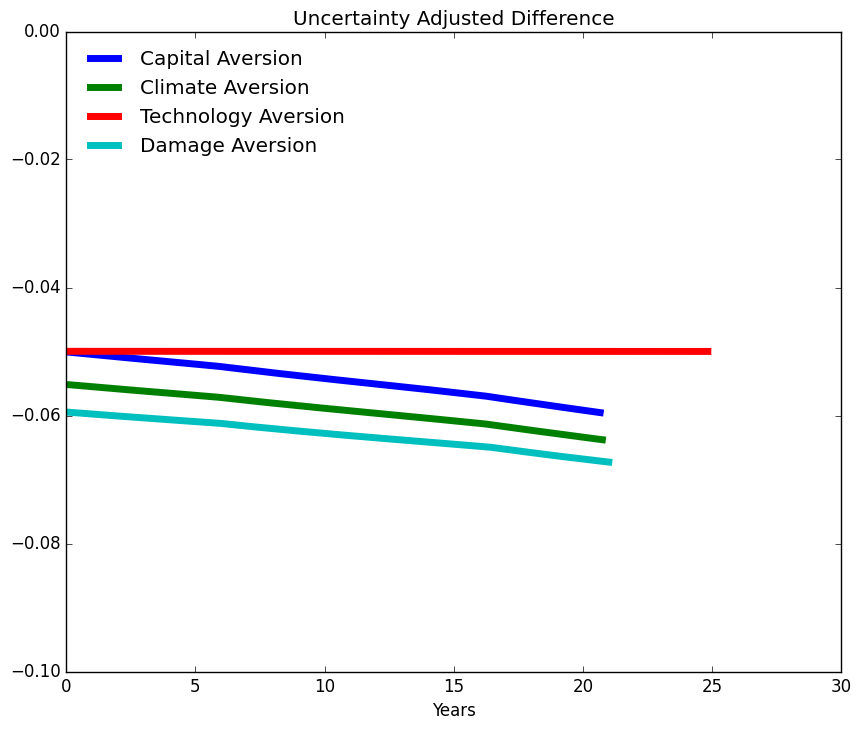 Uncertainty Adjusted Difference
0.00
Capital Aversion
Climate Aversion
Technology Aversion
Damage Aversion
−0.02
−0.04
−0.06
−0.08
−0.10
0 5 10 15 20 25 30
Years